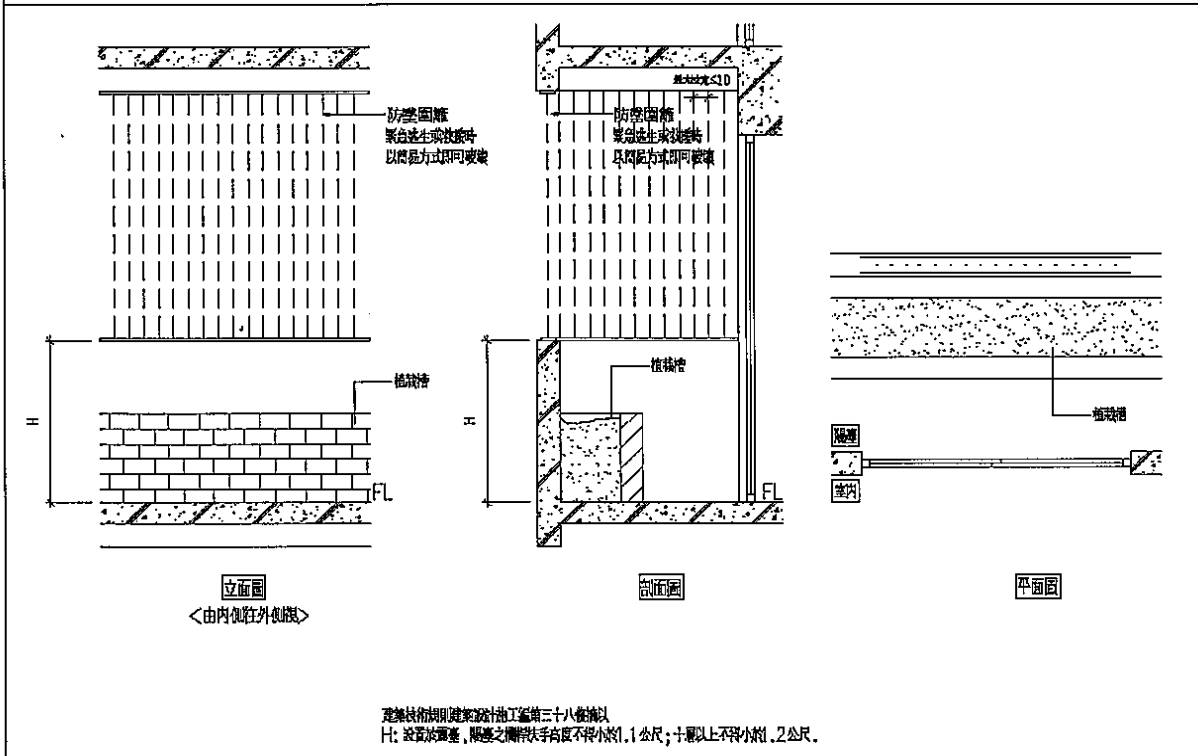 防墜圍籬
緊急逃生或救援時
以簡易方式即可破壞
植栽槽
H
FL
立面圖
<由內側往外側視>
最大寬度≤10
防墜圍籬
緊急逃生或救援時
以簡易方式即可破壞
植栽槽
H
FL
剖面圖
植栽槽
陽臺
室內
平面圖
建築技術規則建築設計施工編第三十八條摘以
H: 設置於露臺、陽臺之欄桿扶手高度不得小於1.1公尺;十層以上不得小於1.2公尺.